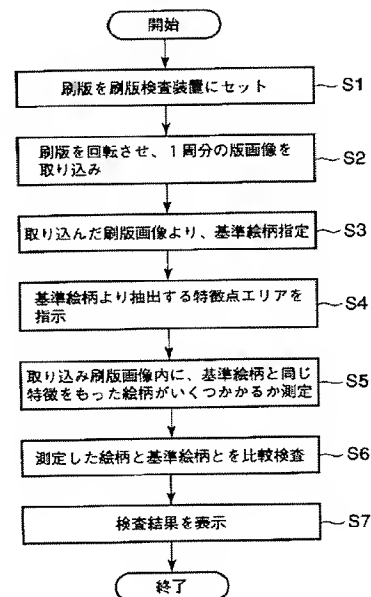 開始
刷版を刷版検査装置にセット
S1
刷版を回転させ、1周分の版画像を
取り込み
S2
取り込んだ刷版画像より、基準絵柄指定
S3
基準絵柄より抽出する特徴点エリアを
指示
S4
取り込み刷版画像内に、基準絵柄と同じ
特徴をもった絵柄がいくつかかるか測定
S5
測定した絵柄と基準絵柄とを比較検査
S6
検査結果を表示
S7
終了